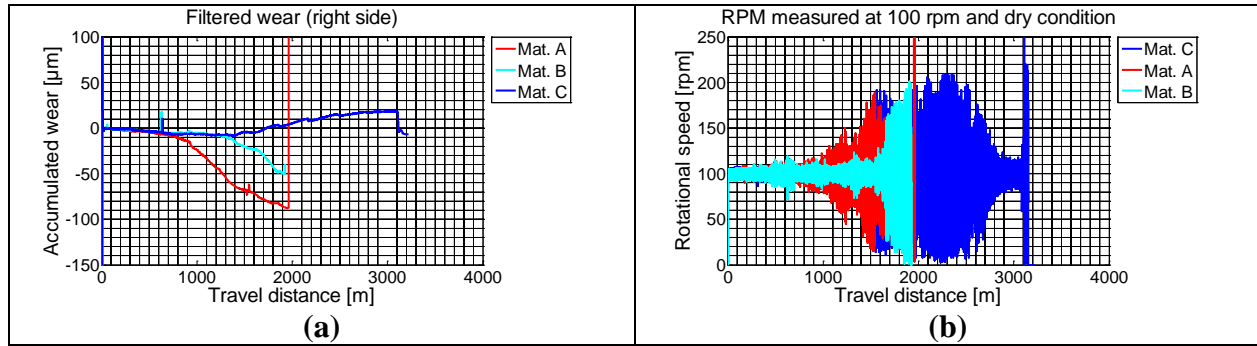 Filtered wear (right side)
Accumulated wear [µm]
100
50
0
-50
-100
-150
0
1000
2000
3000
4000
Travel distance [m]
Mat. A
Mat. B
Mat. C
(a)
RPM measured at 100 rpm and dry condition
Rotational speed [rpm]
250
200
150
100
50
0
0
1000
2000
3000
4000
Travel distance [m]
Mat. C
Mat. A
Mat. B
(b)